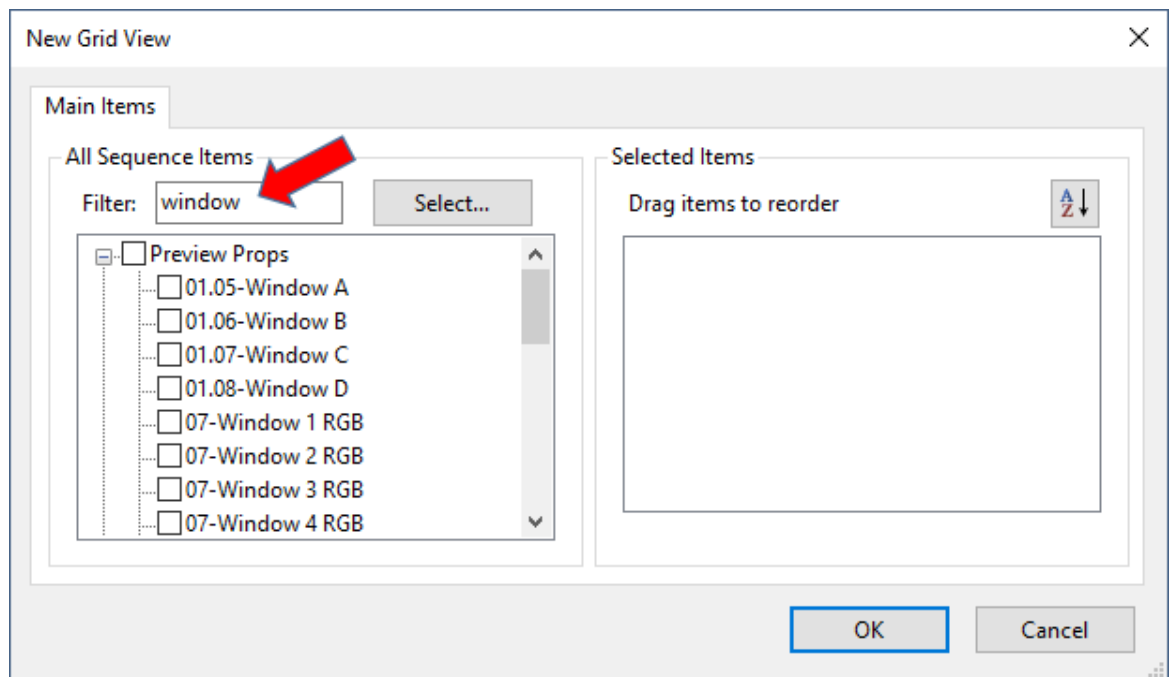 New Grid View
Main Items
All Sequence Items
Filter: window Select...
Preview Props
01.05-Window A
01.06-Window B
01.07-Window C
01.08-Window D
07-Window 1 RGB
07-Window 2 RGB
07-Window 3 RGB
07-Window 4 RGB
Selected Items
Drag items to reorder
A
Z
OK Cancel